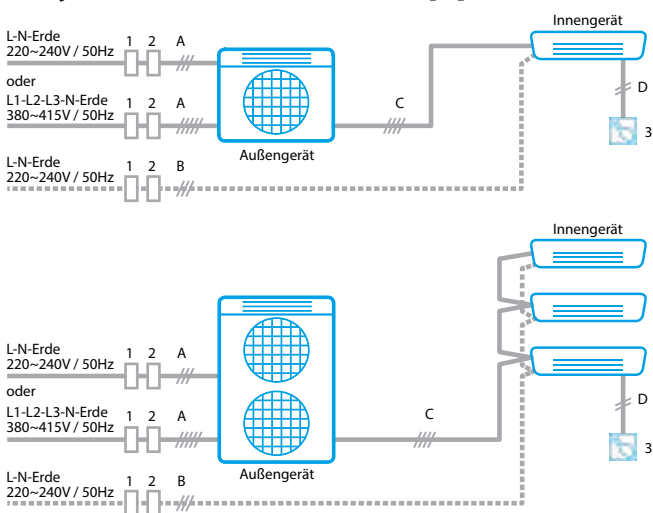 Innengerät
L-N-Erde
220~240V / 50Hz
1 2 A
oder
L1-L2-L3-N-Erde
380~415V / 50Hz
1 2 A
C
D
3
Außengerät
L-N-Erde
220~240V / 50Hz
1 2 B
Innengerät
L-N-Erde
220~240V / 50Hz
1 2 A
oder
L1-L2-L3-N-Erde
380~415V / 50Hz
1 2 A
C
D
3
Außengerät
L-N-Erde
220~240V / 50Hz
1 2 B